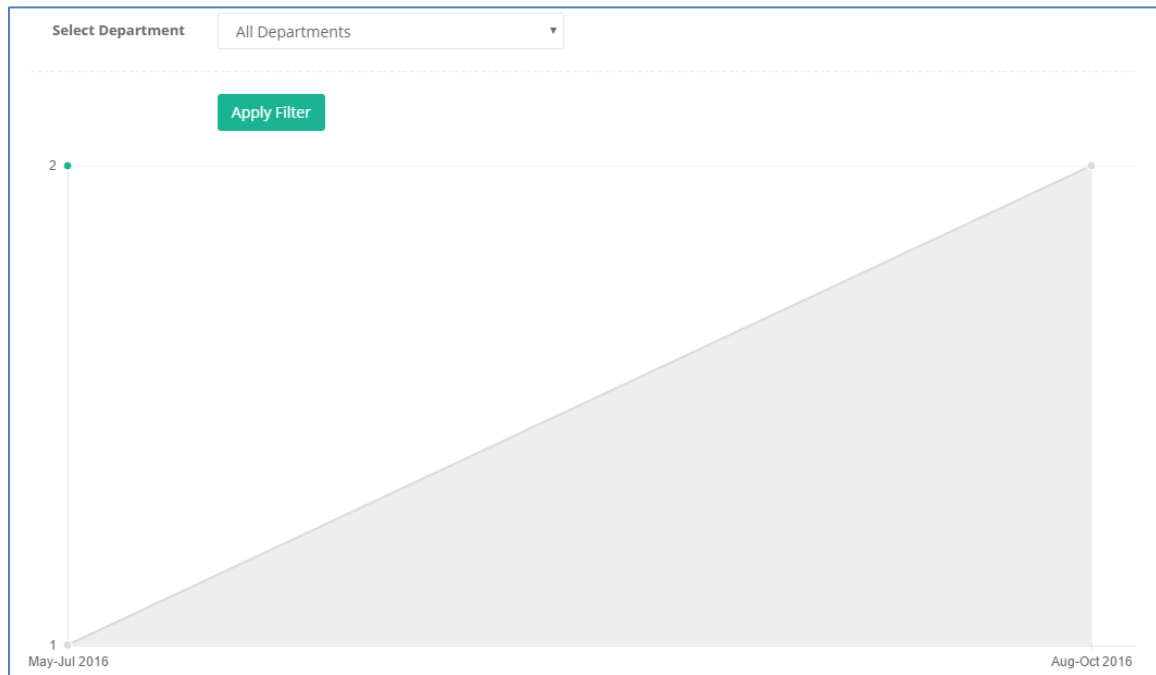 Select Department All Departments
Apply Filter
2
1
May-Jul 2016 Aug-Oct 2016